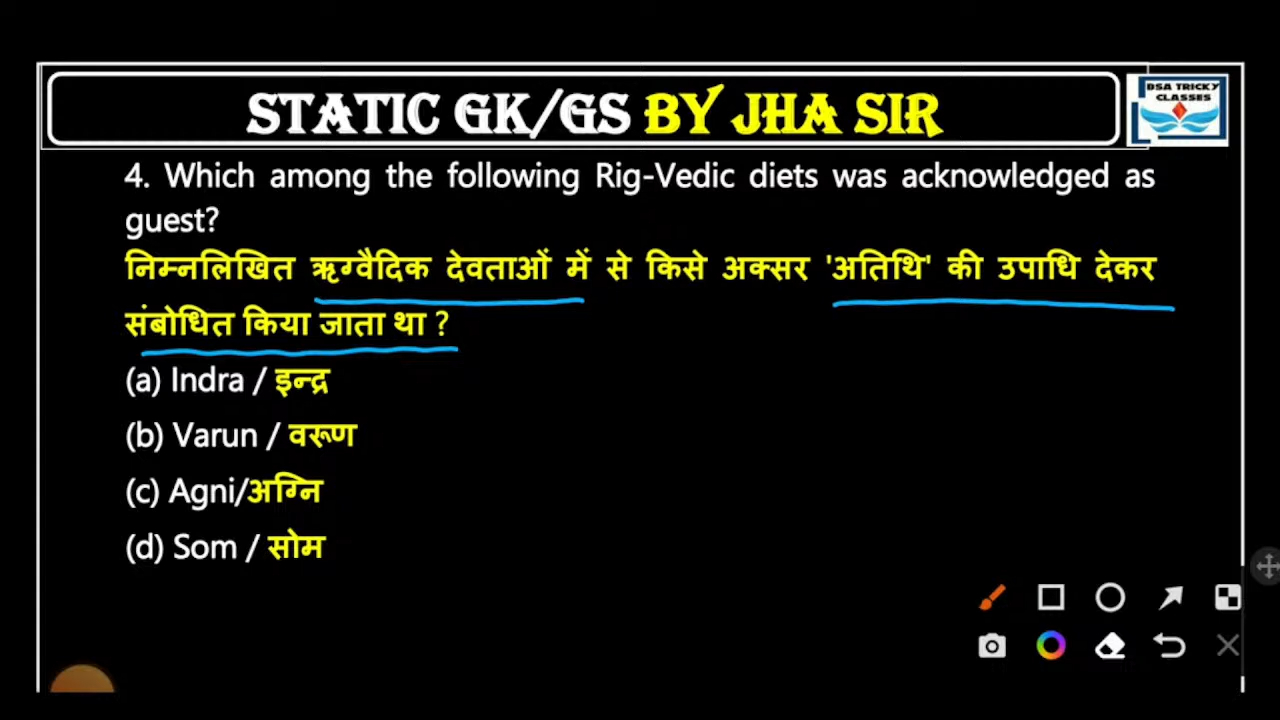 STATIC GK/GS BY JHA SIR
BSA TRICKY
CLASSES
4. Which among the following Rig-Vedic diets was acknowledged as
guest?
निम्नलिखित ऋग्वैदिक देवताओं में से किसे अक्सर 'अतिथि' की उपाधि देकर
संबोधित किया जाता था ?
(a) Indra / इन्द्र
(b) Varun / वरूण
(c) Agni/अग्नि
(d) Som / सोम